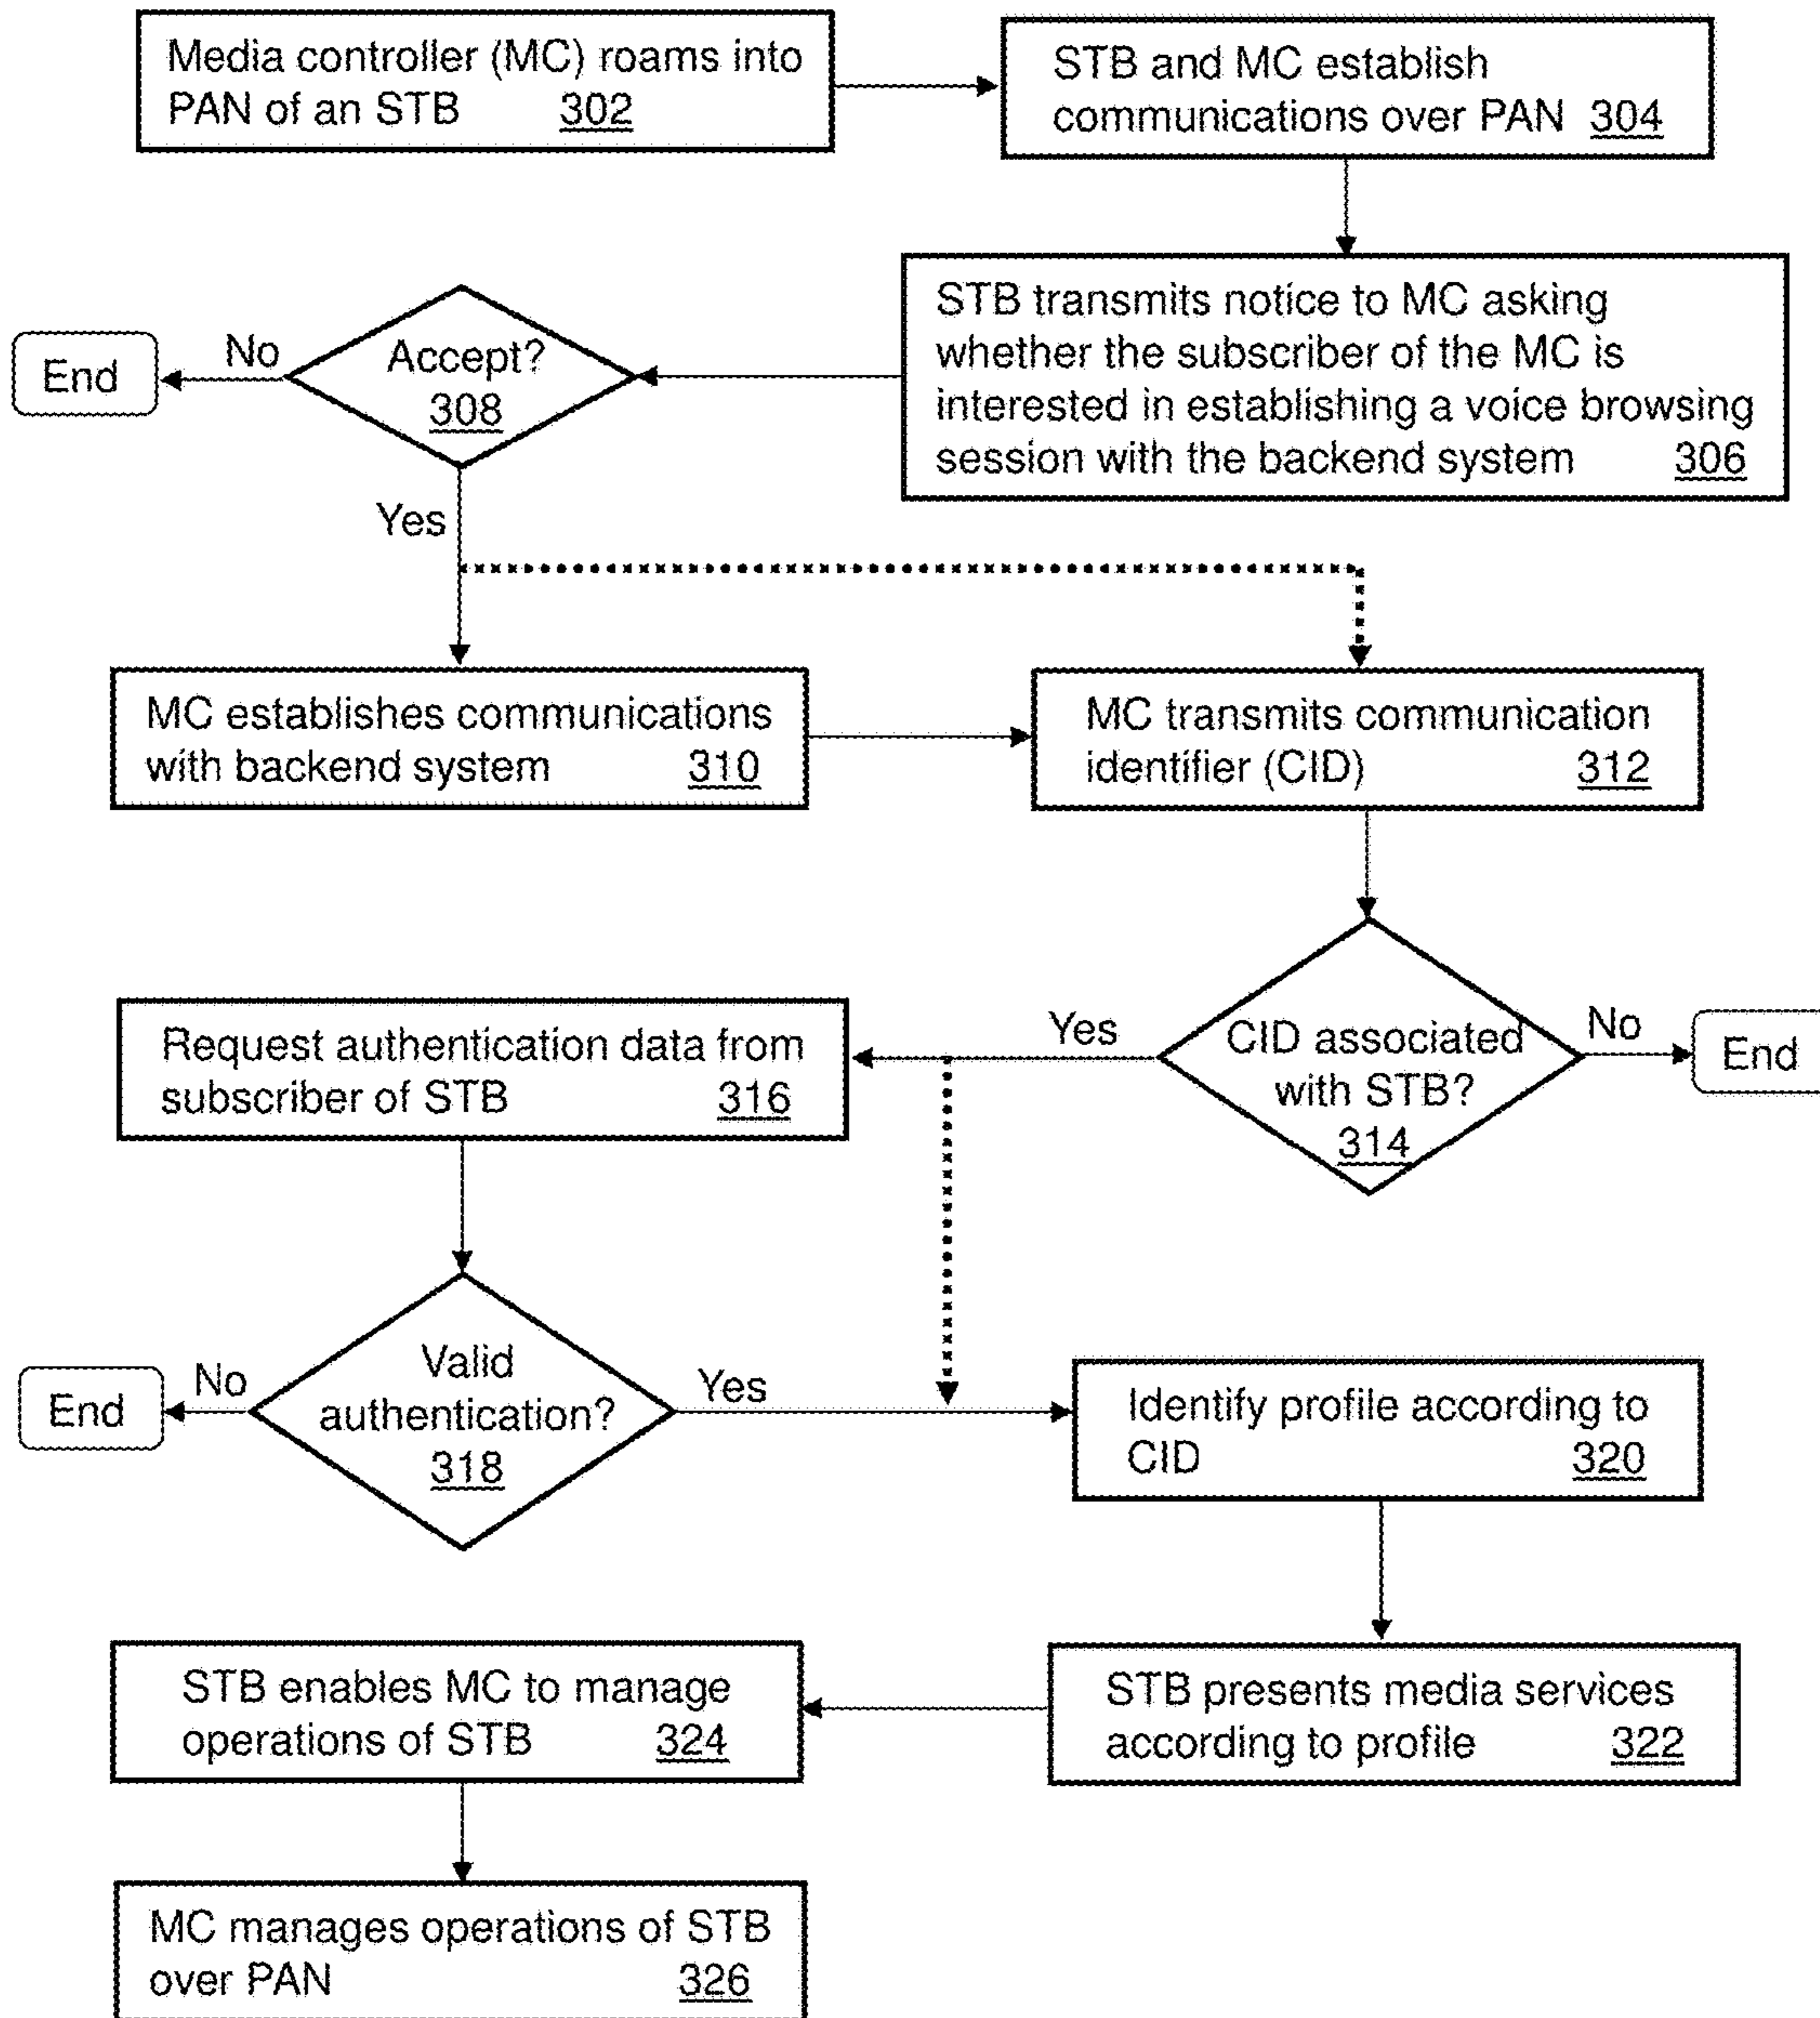 Media controller (MC) roams into
PAN of an STB 302
STB and MC establish
communications over PAN 304
STB transmits notice to MC asking
whether the subscriber of the MC is
interested in establishing a voice browsing
session with the backend system 306
Accept?
308
No
End
Yes
MC establishes communications
with backend system 310
MC transmits communication
identifier (CID) 312
CID associated
with STB?
314
No
End
Yes
Request authentication data from
subscriber of STB 316
Valid
authentication?
318
No
End
Yes
Identify profile according to
CID 320
STB presents media services
according to profile 322
STB enables MC to manage
operations of STB 324
MC manages operations of STB
over PAN 326